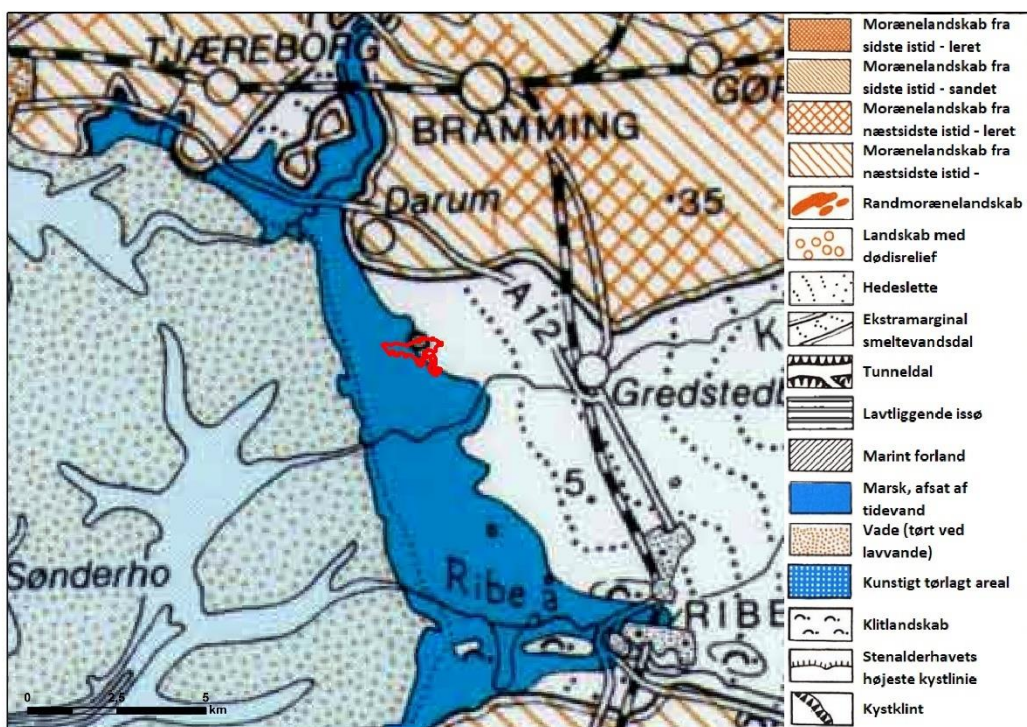 TJÆREBORG
BRAMMING
GØR
Darum
35
A 12
K
Gredstedb
5
Sønderho
Ribe å
RIBE
0 2,5 5
km
Morænelandskab fra
sidste istid - leret
Morænelandskab fra
sidste istid - sandet
Morænelandskab fra
næstsidste istid - leret
Morænelandskab fra
næstsidste istid -
Randmorænelandskab
Landskab med
dødisrelief
Hedeslette
Ekstramarginal
smeltevandsdal
Tunneldal
Lavtliggende issø
Marint forland
Marsk, afsat af
tidevand
Vade (tørt ved
lavvande)
Kunstigt tørlagt areal
Klitlandskab
Stenalderhavets
højeste kystlinie
Kystklint